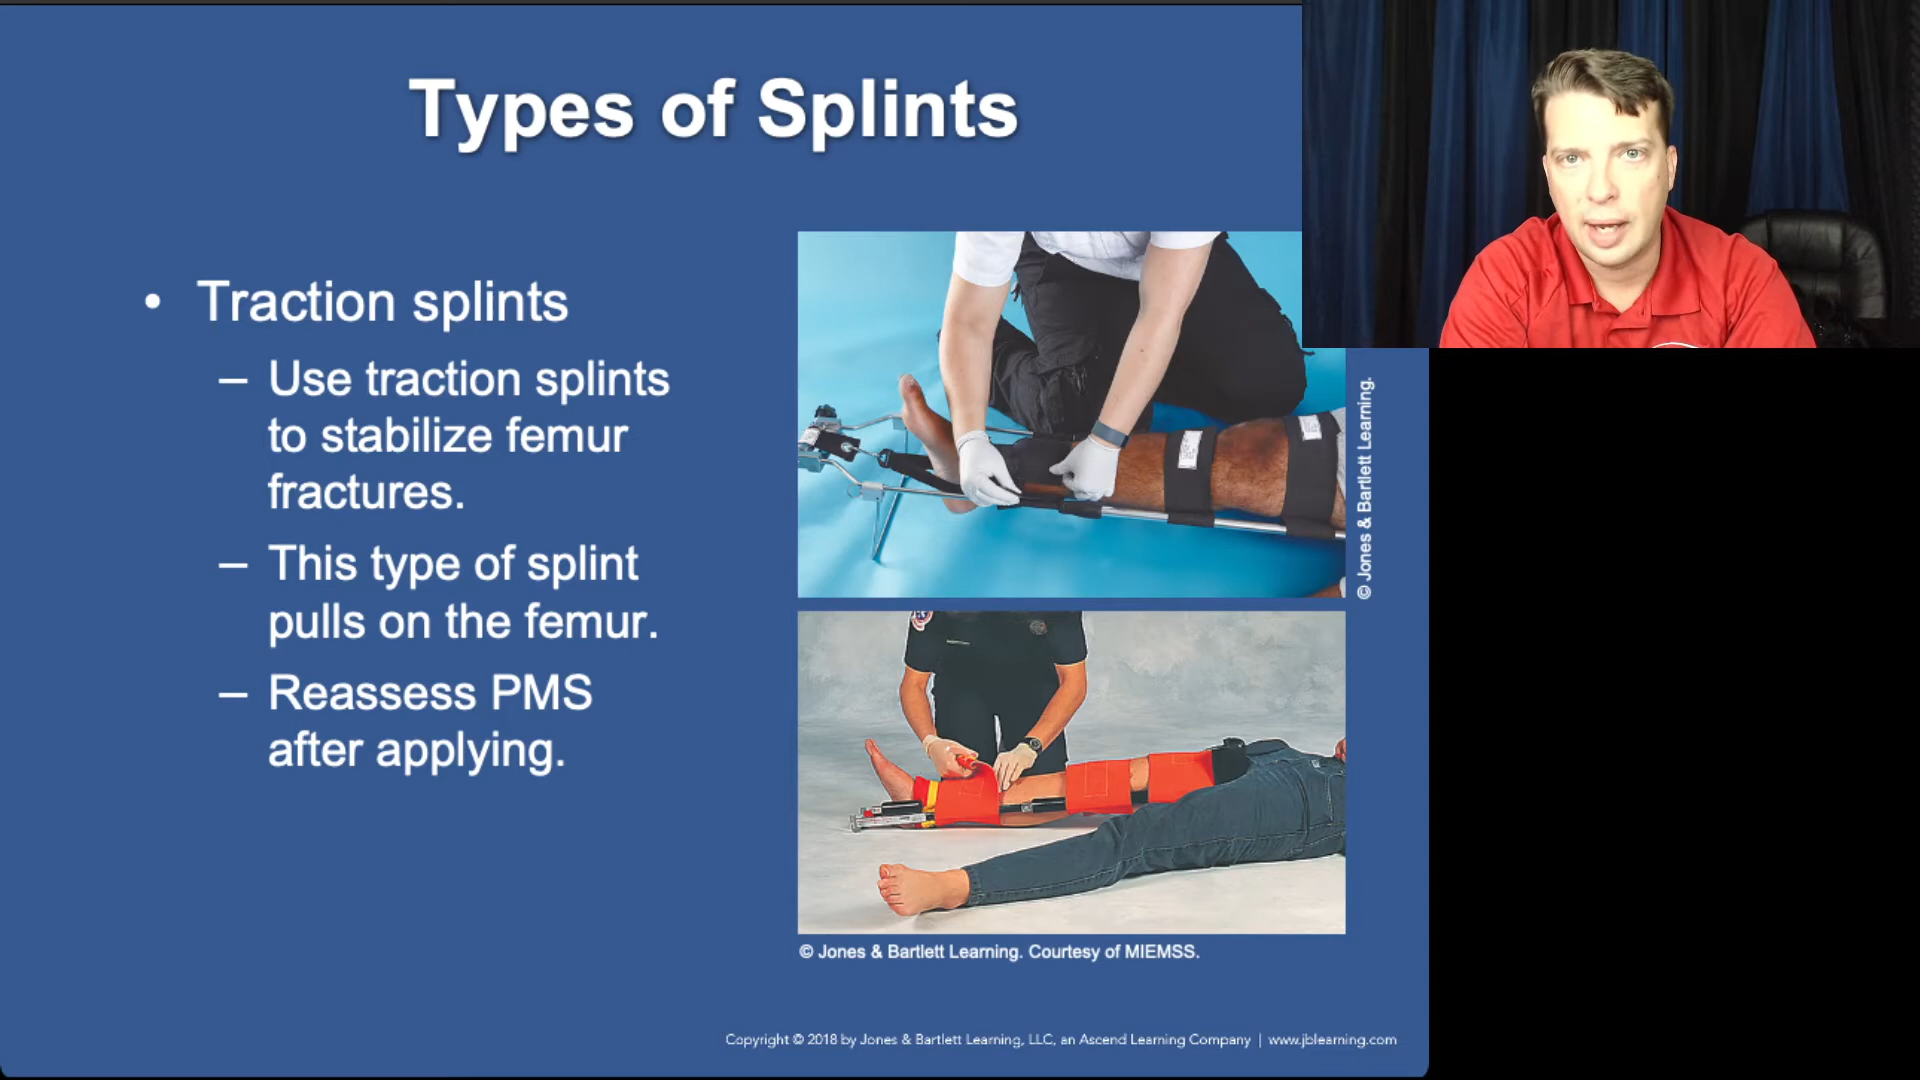 Types of Splints
• Traction splints
– Use traction splints
to stabilize femur
fractures.
– This type of splint
pulls on the femur.
– Reassess PMS
after applying.
© Jones & Bartlett Learning.
© Jones & Bartlett Learning. Courtesy of MIEMSS.
Copyright © 2018 by Jones & Bartlett Learning, LLC, an Ascend Learning Company | www.jblearning.com